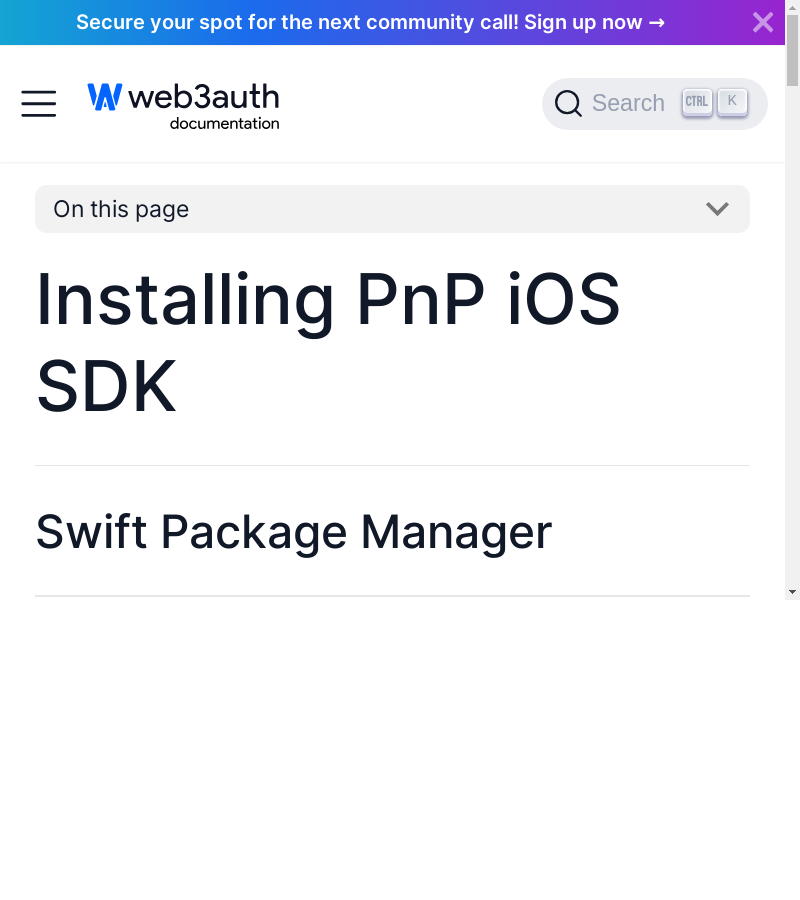 Secure your spot for the next community call! Sign up now →
web3auth
documentation
Search CTRL K
On this page
Installing PnP iOS
SDK
Swift Package Manager